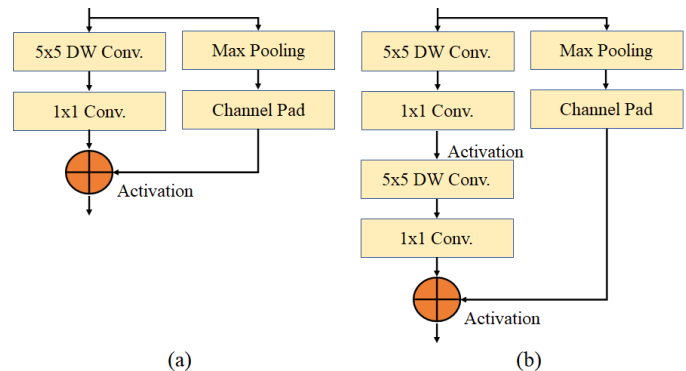 5x5 DW Conv.
Max Pooling
1x1 Conv.
Channel Pad
Activation
(a)
5x5 DW Conv.
Max Pooling
1x1 Conv.
Channel Pad
Activation
5x5 DW Conv.
1x1 Conv.
Activation
(b)